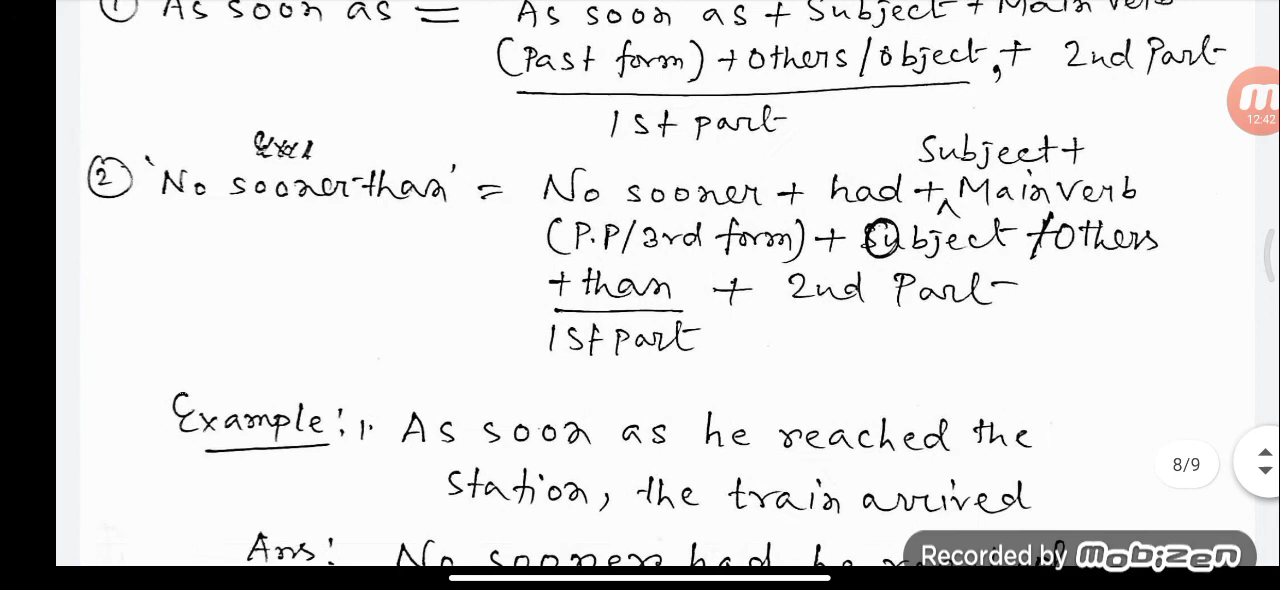 ① As soon as = As soon as + Subject + Main verb
(Past form) + others / object, + 2nd Part
1st part
Subject +
② 'No sooner than' = No sooner + had + ^ Main verb
(P.P/3rd form) + Subject / Others
+ than + 2nd Part
1st part
Example: 1. As soon as he reached the
station, the train arrived
Ans: No sooner had he
12:42
8/9
Recorded by mobizen